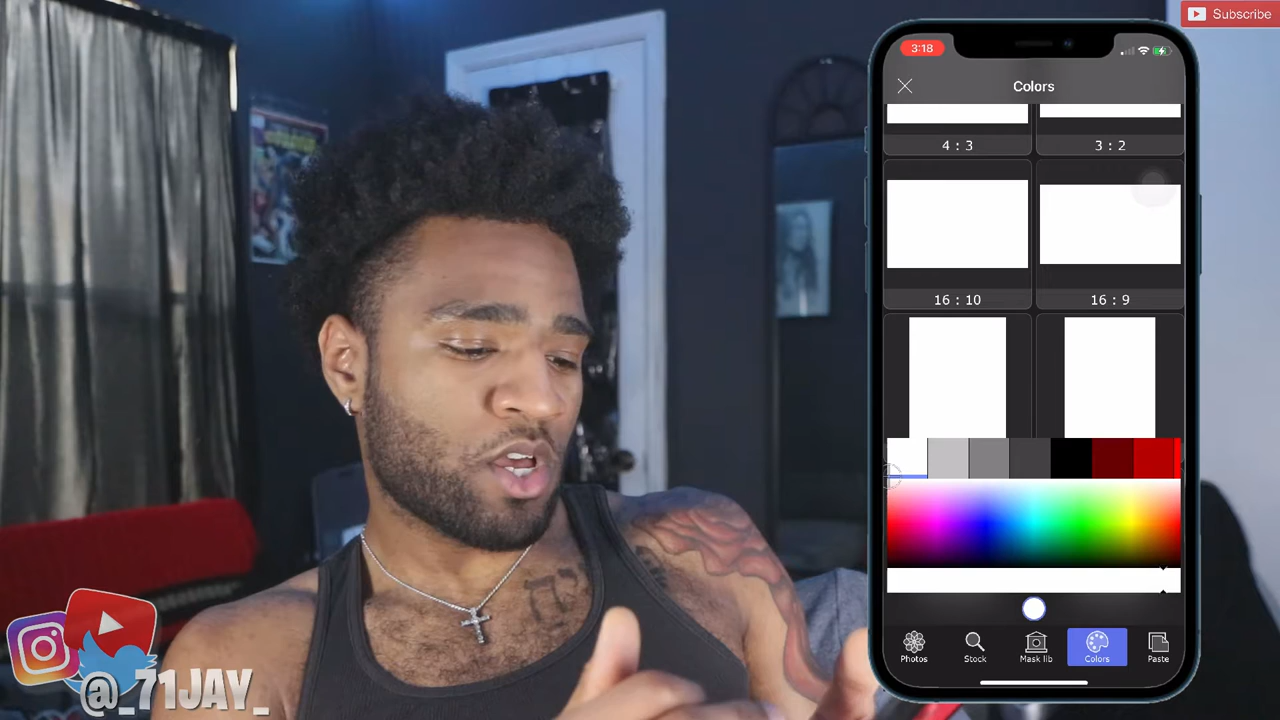 Subscribe
3:18
Colors
4 : 3
3 : 2
16 : 10
16 : 9
Photos
Stock
Mask lib
Colors
Paste
@_71JAY_